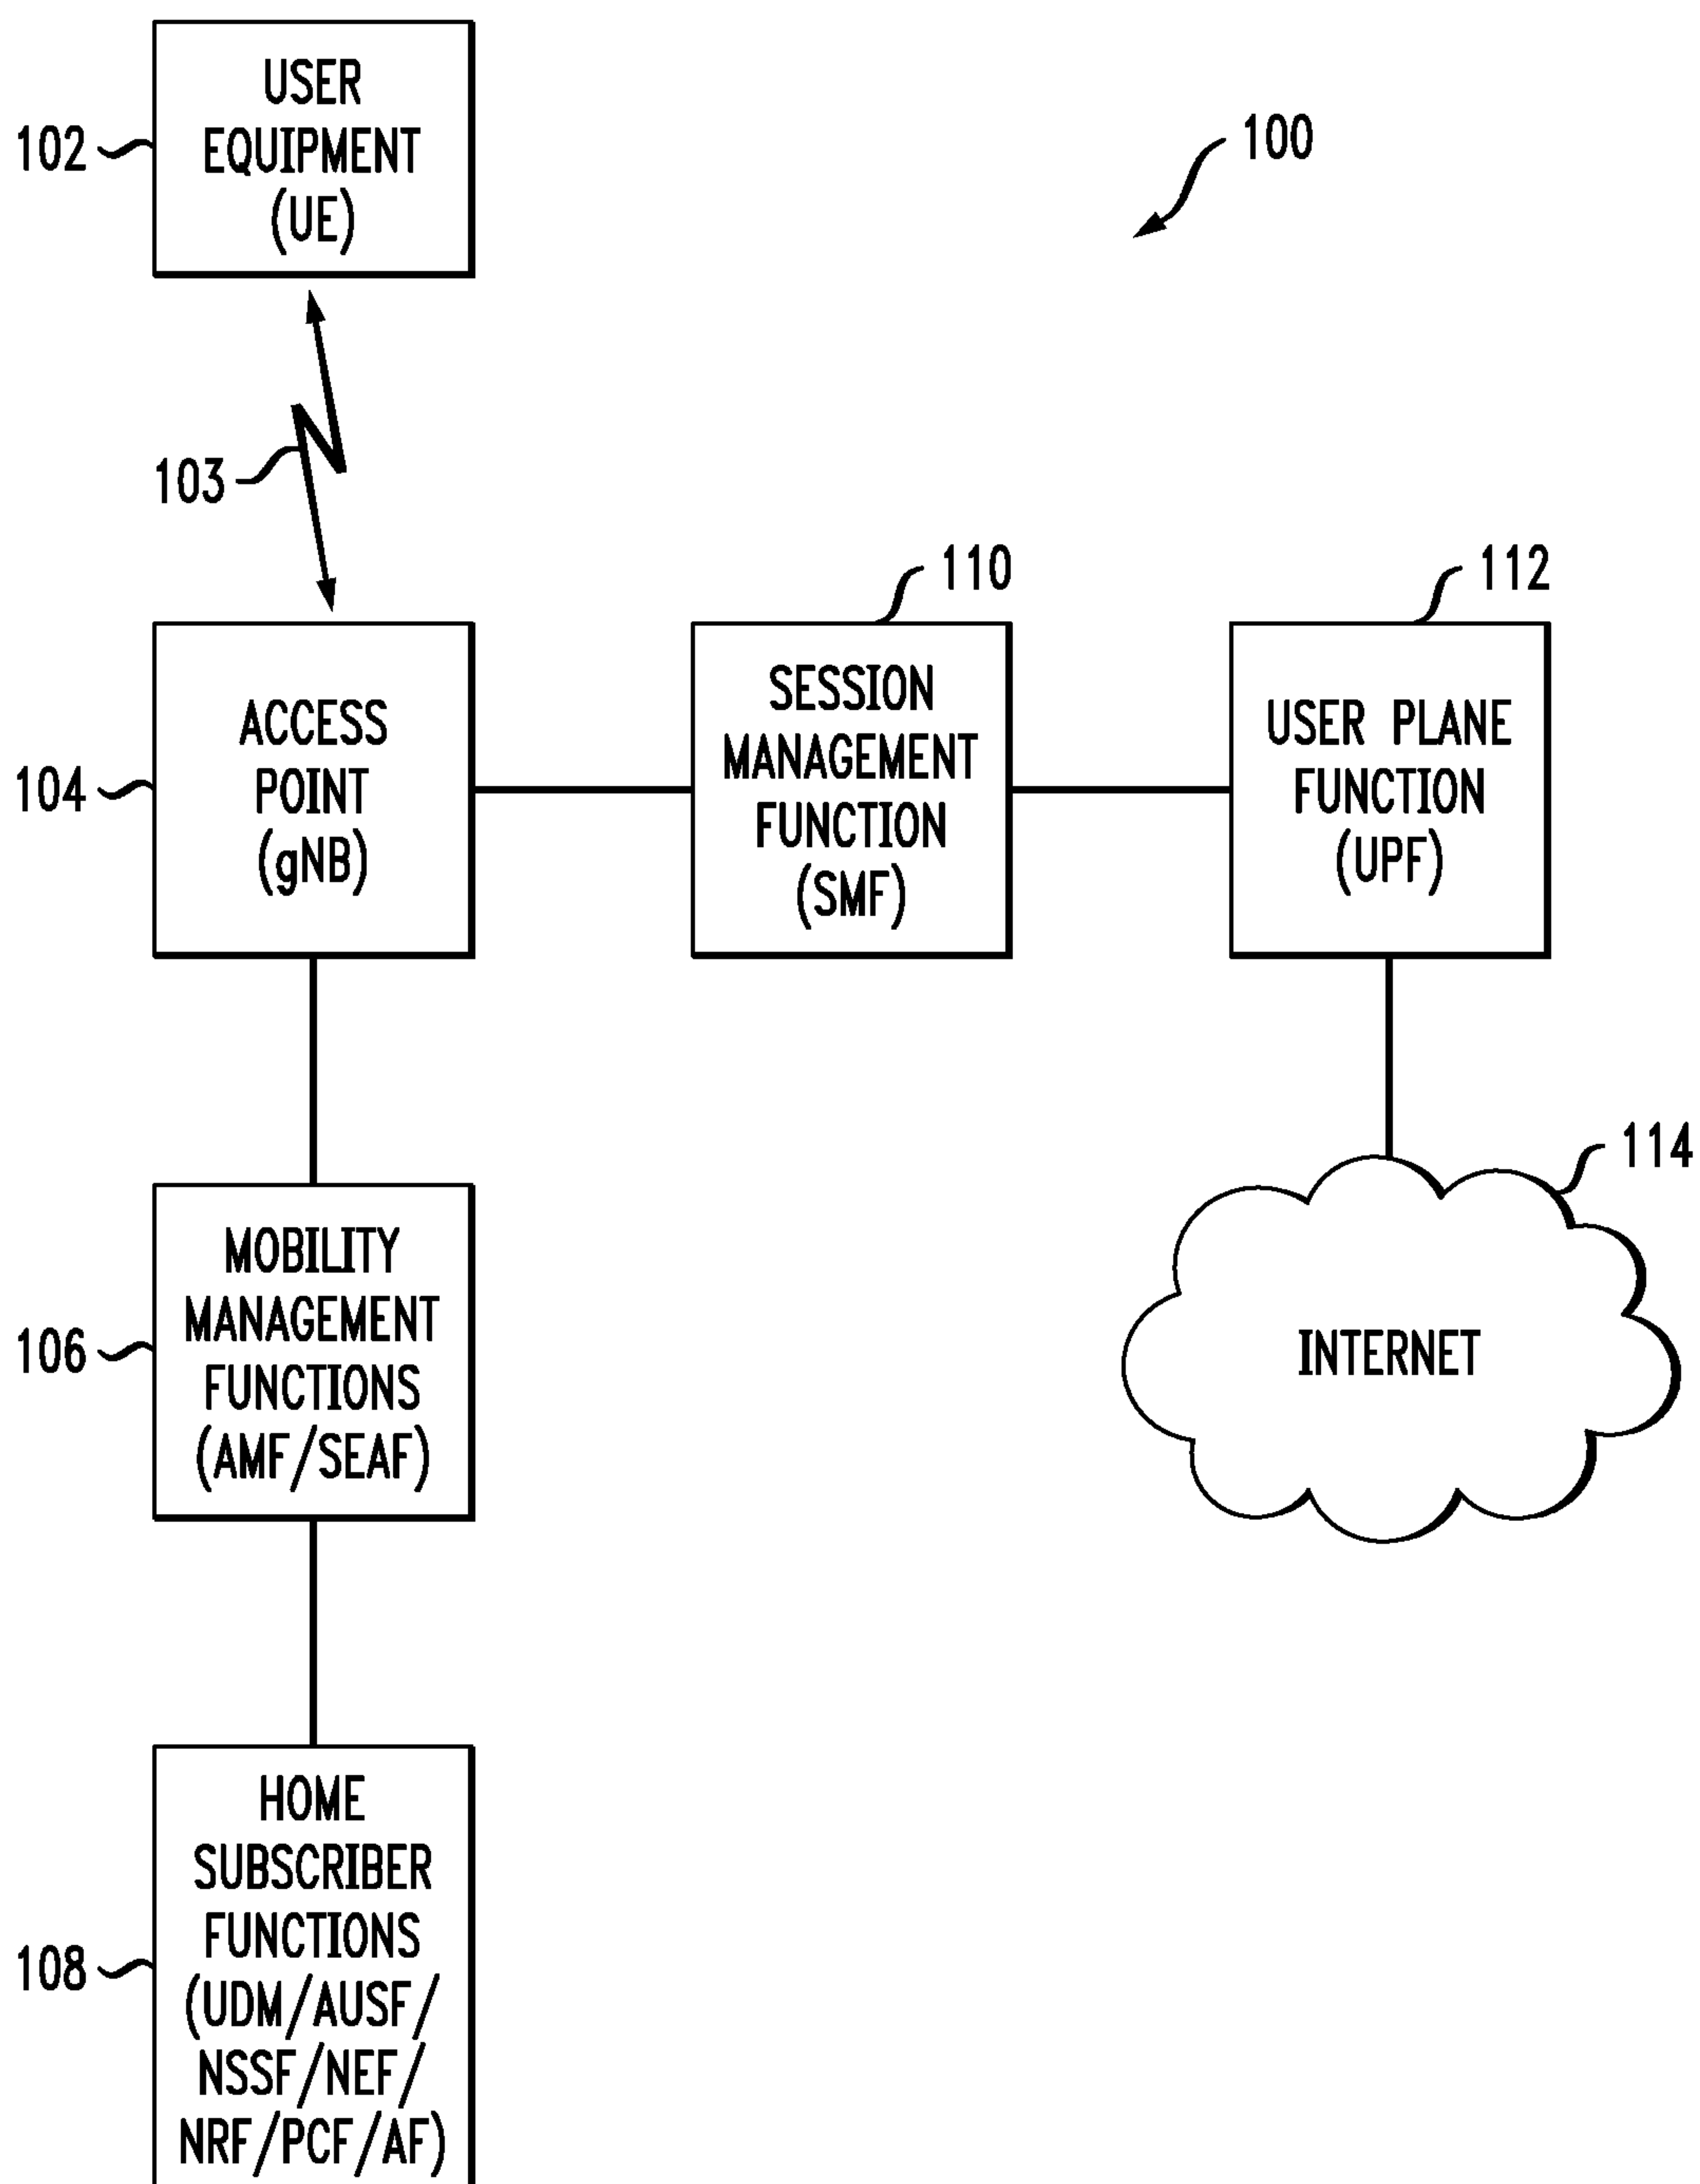 USER
EQUIPMENT
(UE)
102
100
103
110
112
ACCESS
POINT
(gNB)
104
SESSION
MANAGEMENT
FUNCTION
(SMF)
USER PLANE
FUNCTION
(UPF)
114
MOBILITY
MANAGEMENT
FUNCTIONS
(AMF/SEAF)
106
INTERNET
HOME
SUBSCRIBER
FUNCTIONS
(UDM/AUSF/
NSSF/NEF/
NRF/PCF/AF)
108